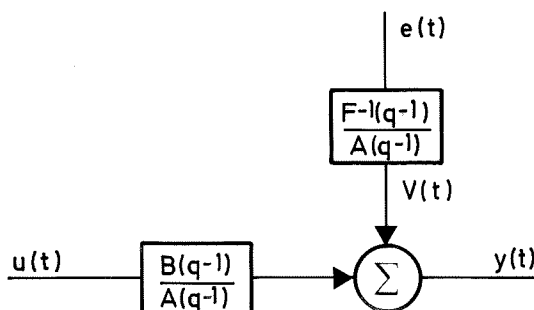 e(t)
F-1(q-1)
A(q-1)
V(t)
u(t)
B(q-1)
A(q-1)
Σ
y(t)